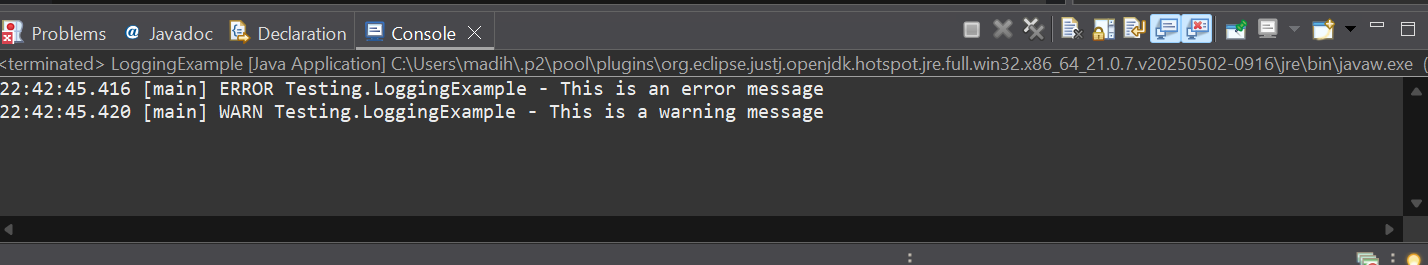 Problems @ Javadoc Declaration Console
<terminated> LoggingExample [Java Application] C:\Users\madih\.p2\pool\plugins\org.eclipse.justj.openjdk.hotspot.jre.full.win32.x86_64_21.0.7.v20250502-0916\jre\bin\javaw.exe (
22:42:45.416 [main] ERROR Testing.LoggingExample - This is an error message
22:42:45.420 [main] WARN Testing.LoggingExample - This is a warning message